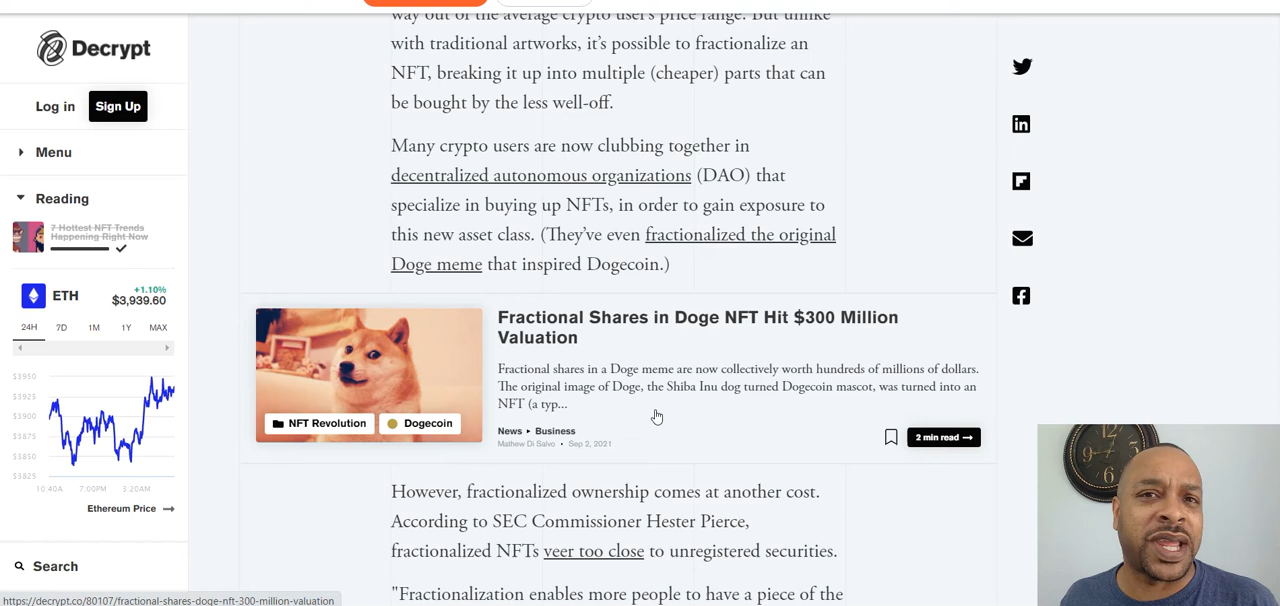 Decrypt
Log in
Sign Up
Menu
Reading
7 Hottest NFT Trends
Happening Right Now
ETH
+1.10%
$3,939.60
24H 7D 1M 1Y MAX
$3950
$3925
$3900
$3875
$3850
$3825
10:40A 7:00PM 3:20AM
Ethereum Price →
Search
way out of the average crypto user's price range. But unlike
with traditional artworks, it's possible to fractionalize an
NFT, breaking it up into multiple (cheaper) parts that can
be bought by the less well-off.
Many crypto users are now clubbing together in
decentralized autonomous organizations (DAO) that
specialize in buying up NFTs, in order to gain exposure to
this new asset class. (They've even fractionalized the original
Doge meme that inspired Dogecoin.)
NFT Revolution
Dogecoin
Fractional Shares in Doge NFT Hit $300 Million
Valuation
Fractional shares in a Doge meme are now collectively worth hundreds of millions of dollars.
The original image of Doge, the Shiba Inu dog turned Dogecoin mascot, was turned into an
NFT (a typ...
News ▸ Business
Mathew Di Salvo • Sep 2, 2021
2 min read →
However, fractionalized ownership comes at another cost.
According to SEC Commissioner Hester Pierce,
fractionalized NFTs veer too close to unregistered securities.
"Fractionalization enables more people to have a piece of the
https://decrypt.co/80107/fractional-shares-doge-nft-300-million-valuation